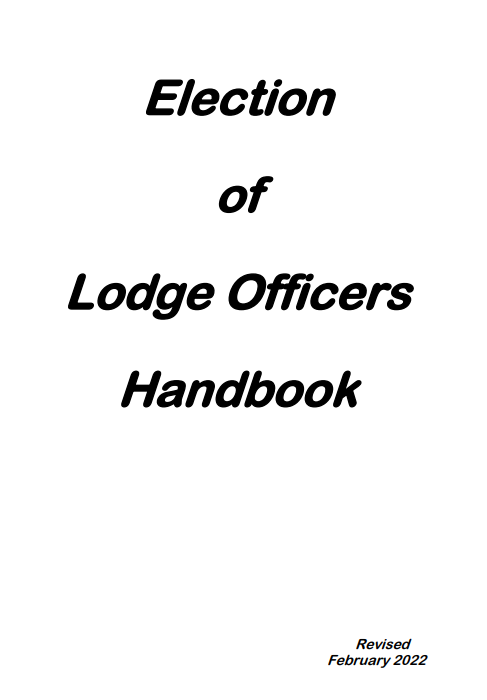 Election
of
Lodge Officers
Handbook
Revised
February 2022